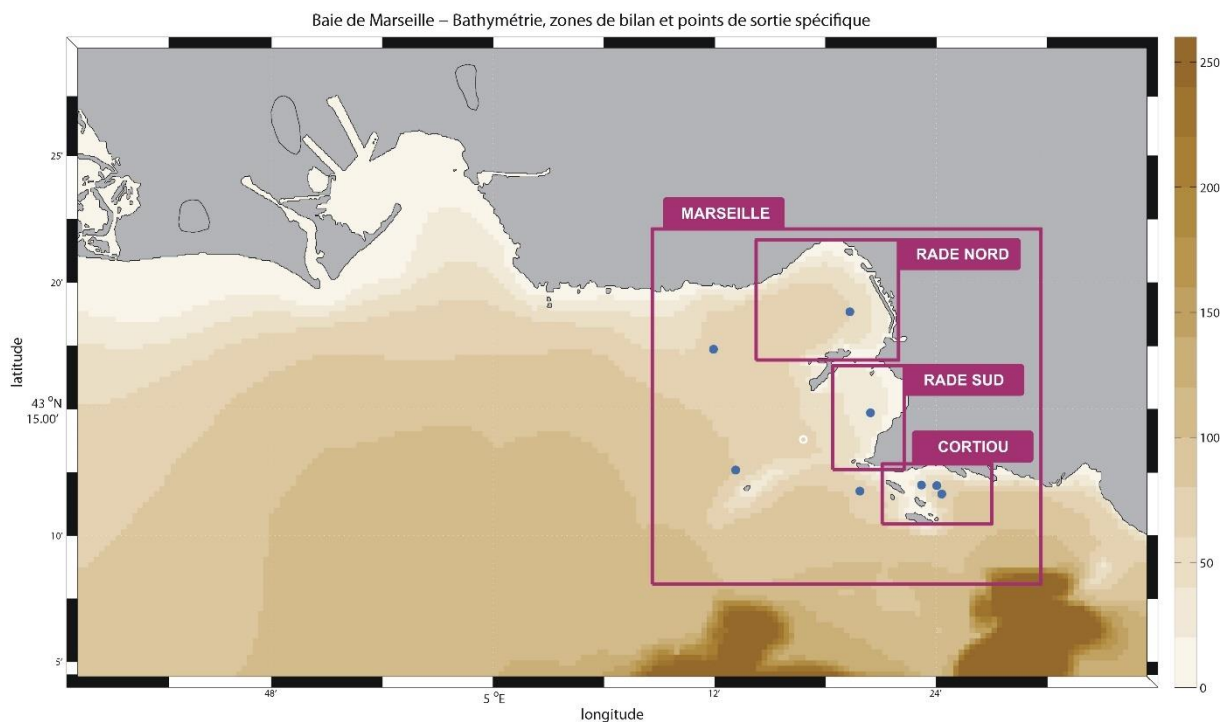 Baie de Marseille – Bathymétrie, zones de bilan et points de sortie spécifique
250
25'
MARSEILLE
200
RADE NORD
20'
150
latitude
RADE SUD
43 °N
15.00'
100
CORTIOU
10'
50
5'
0
48'
5 °E
12'
24'
longitude